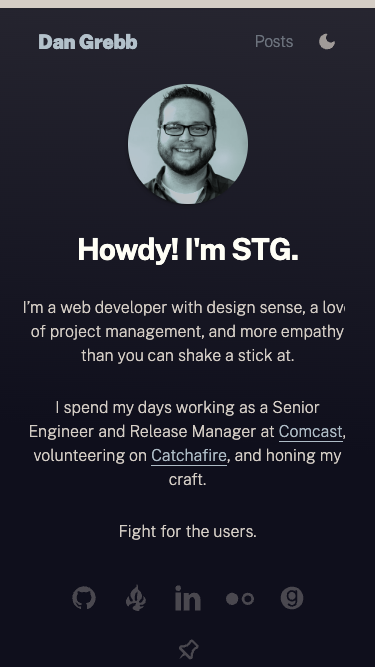 Dan Grebb
Posts
Howdy! I'm STG.
I'm a web developer with design sense, a love
of project management, and more empathy
than you can shake a stick at.
I spend my days working as a Senior
Engineer and Release Manager at Comcast,
volunteering on Catchafire, and honing my
craft.
Fight for the users.